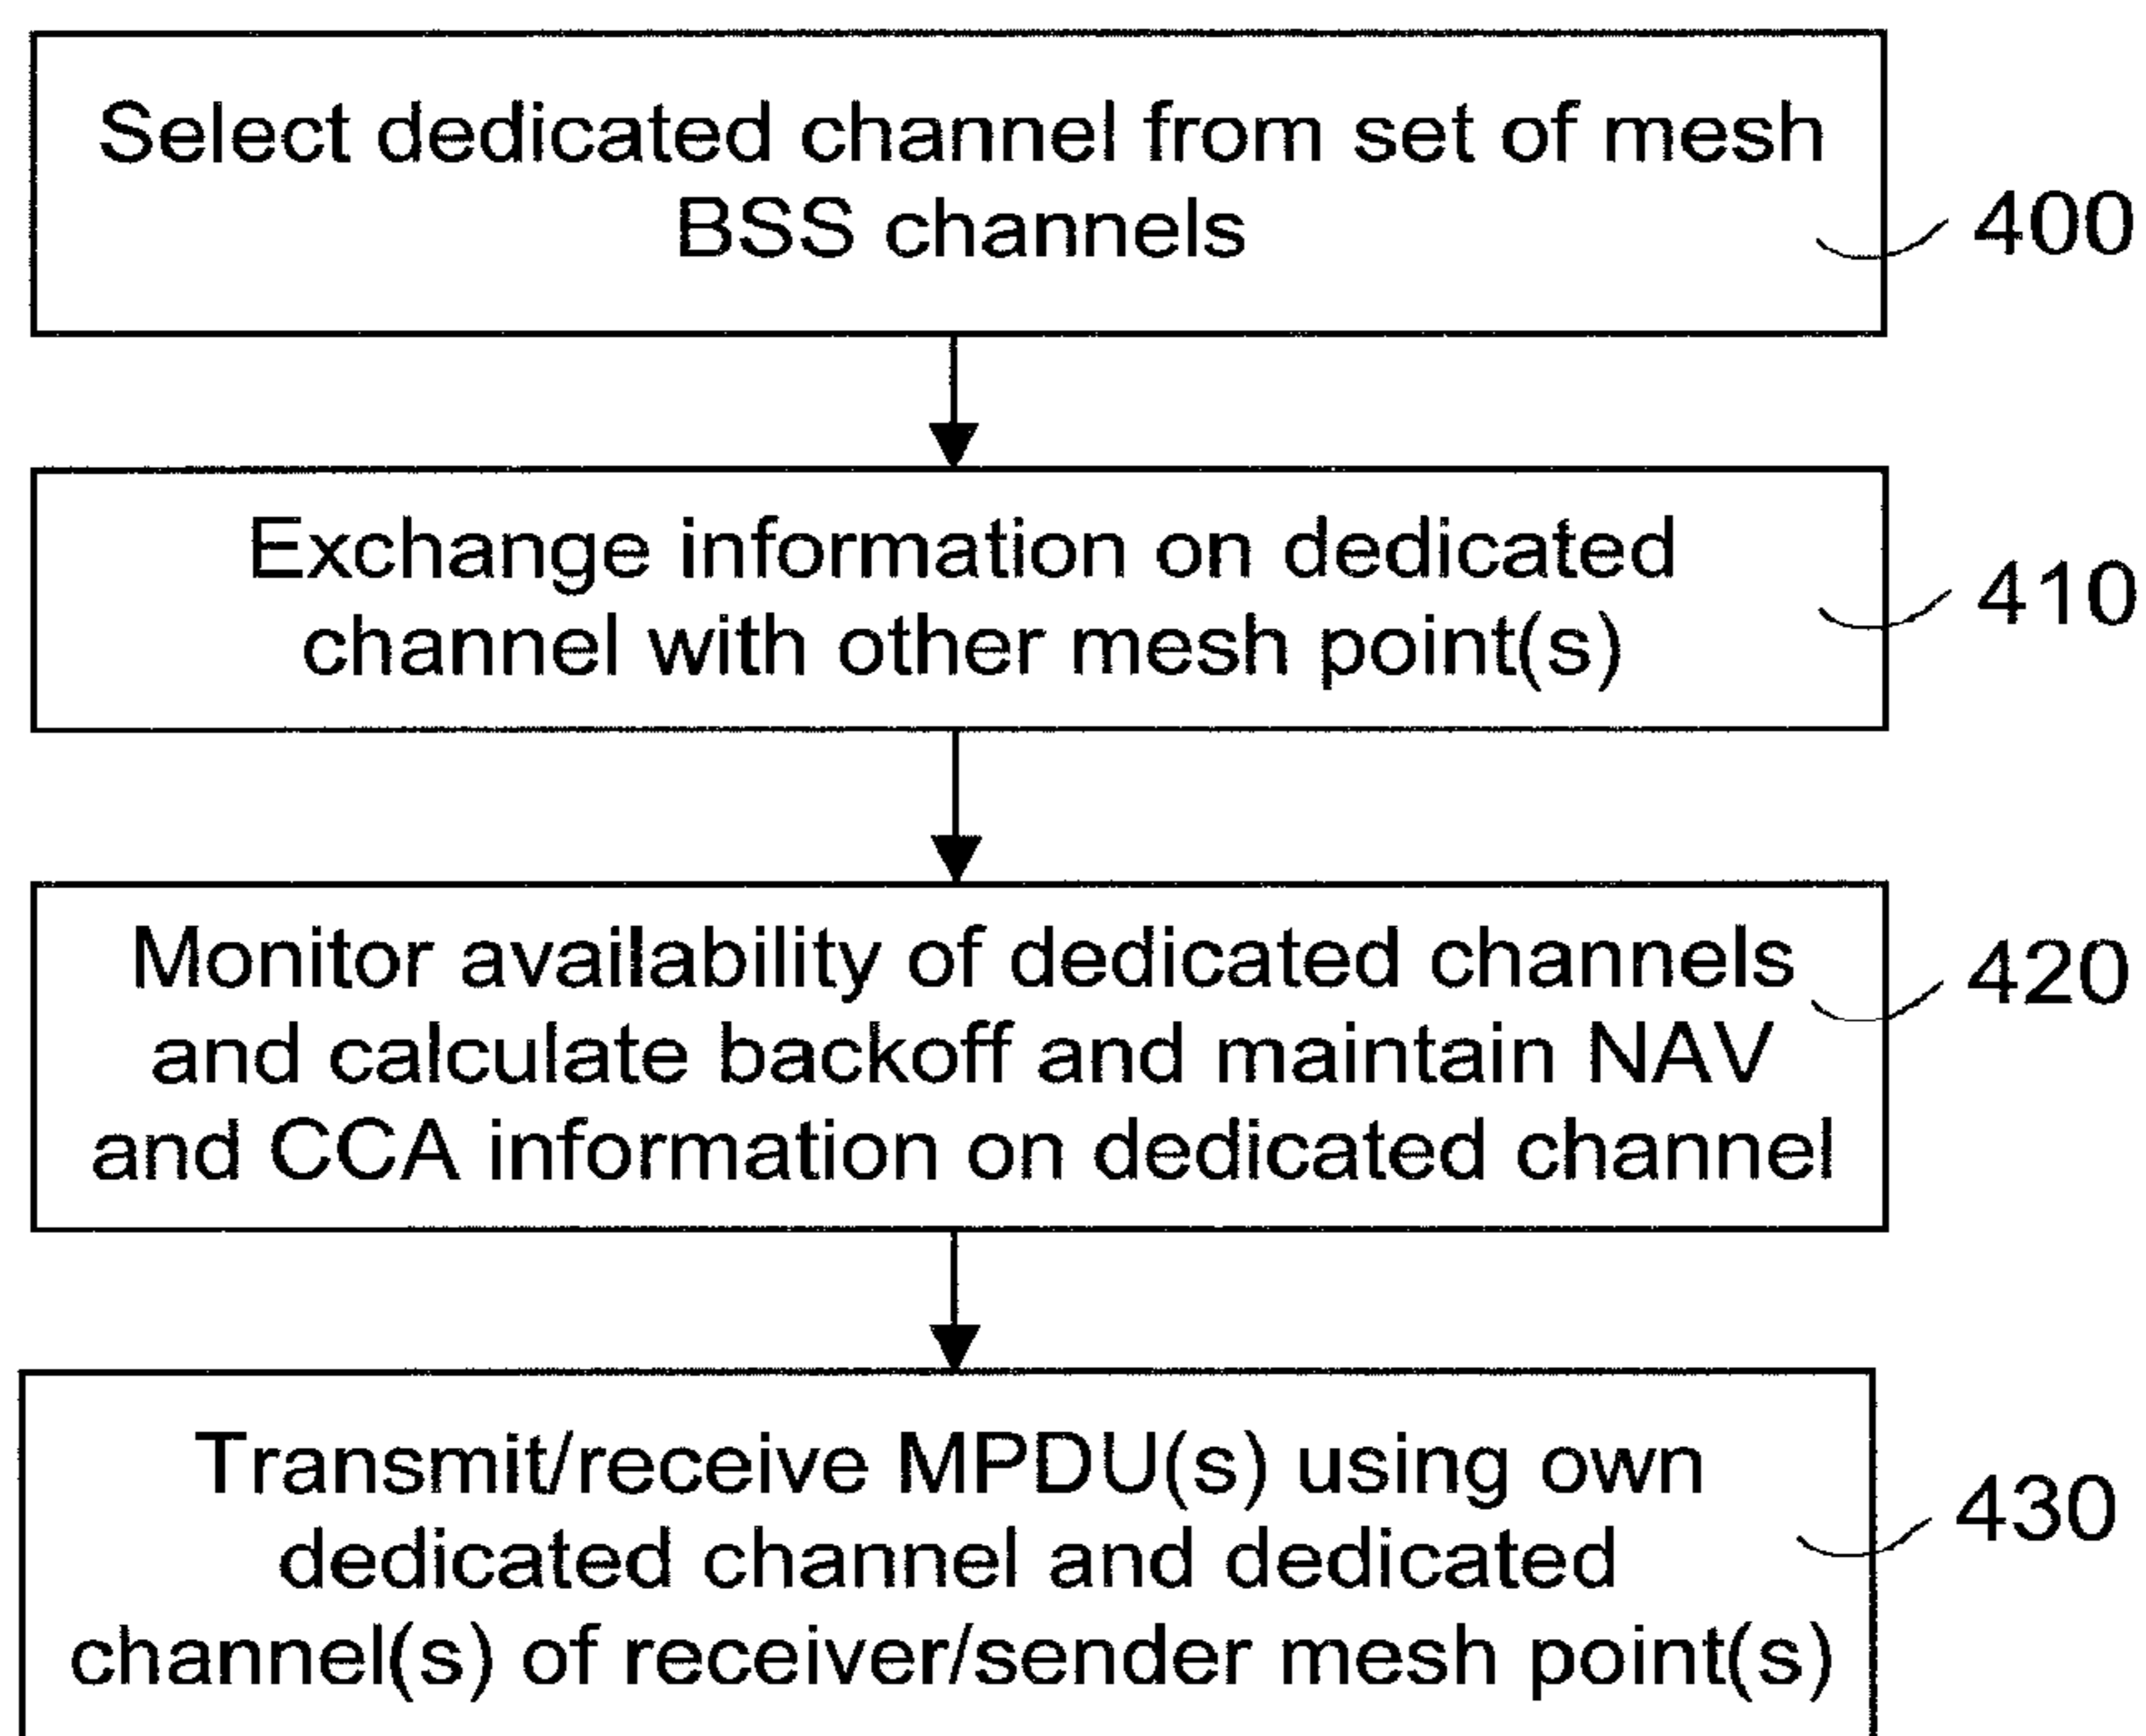 Select dedicated channel from set of mesh
BSS channels
400
Exchange information on dedicated
channel with other mesh point(s)
410
Monitor availability of dedicated channels
and calculate backoff and maintain NAV
and CCA information on dedicated channel
420
Transmit/receive MPDU(s) using own
dedicated channel and dedicated
channel(s) of receiver/sender mesh point(s)
430